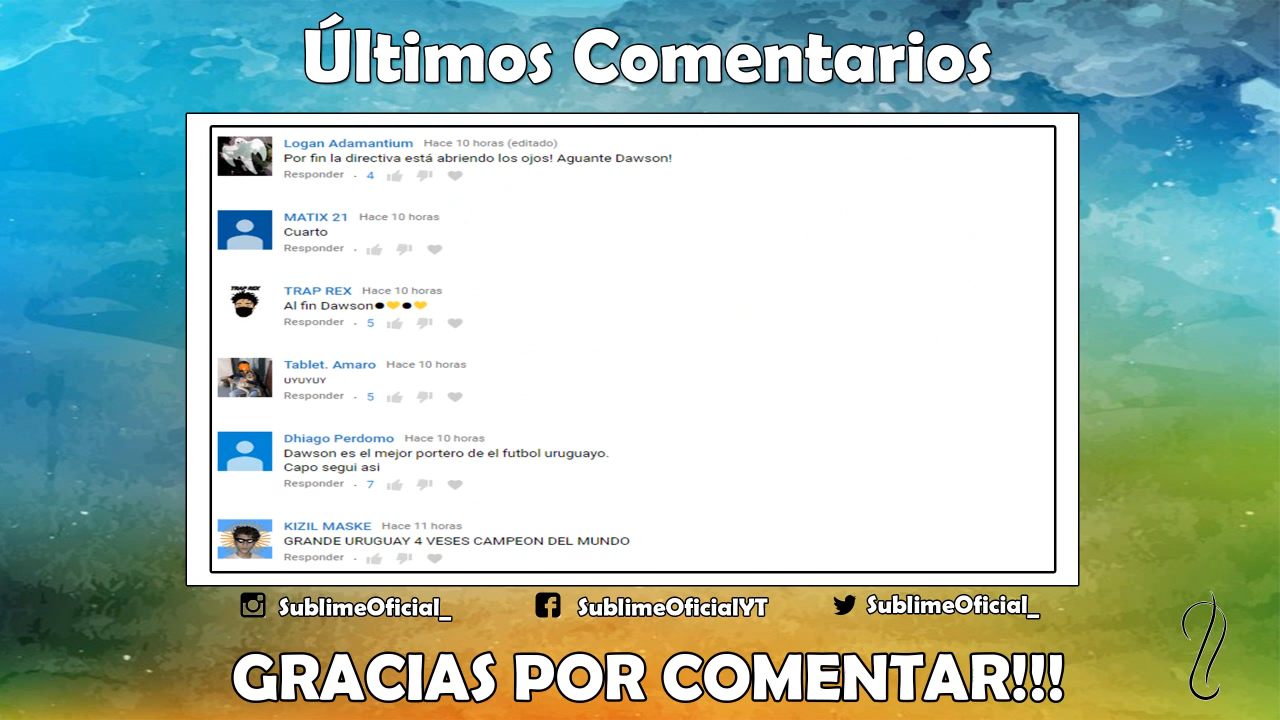 Últimos Comentarios
Logan Adamantium Hace 10 horas (editado)
Por fin la directiva está abriendo los ojos! Aguante Dawson!
Responder · 4
MATIX 21 Hace 10 horas
Cuarto
Responder ·
TRAP REX
TRAP REX Hace 10 horas
Al fin Dawson⚫💛⚫💛
Responder · 5
Tablet. Amaro Hace 10 horas
UYUYUY
Responder · 5
Dhiago Perdomo Hace 10 horas
Dawson es el mejor portero de el futbol uruguayo.
Capo segui asi
Responder · 7
KIZIL MASKE Hace 11 horas
GRANDE URUGUAY 4 VESES CAMPEON DEL MUNDO
Responder ·
SublimeOficial_ SublimeOficialYT SublimeOficial_
GRACIAS POR COMENTAR!!!